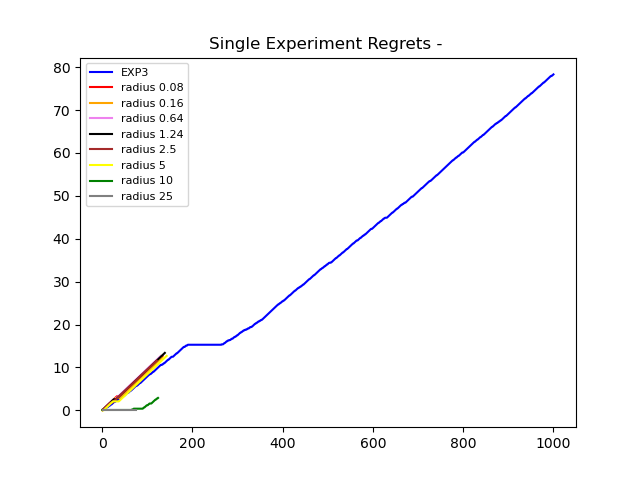 Single Experiment Regrets -
80
70
60
50
40
30
20
10
0
EXP3
radius 0.08
radius 0.16
radius 0.64
radius 1.24
radius 2.5
radius 5
radius 10
radius 25
0 200 400 600 800 1000